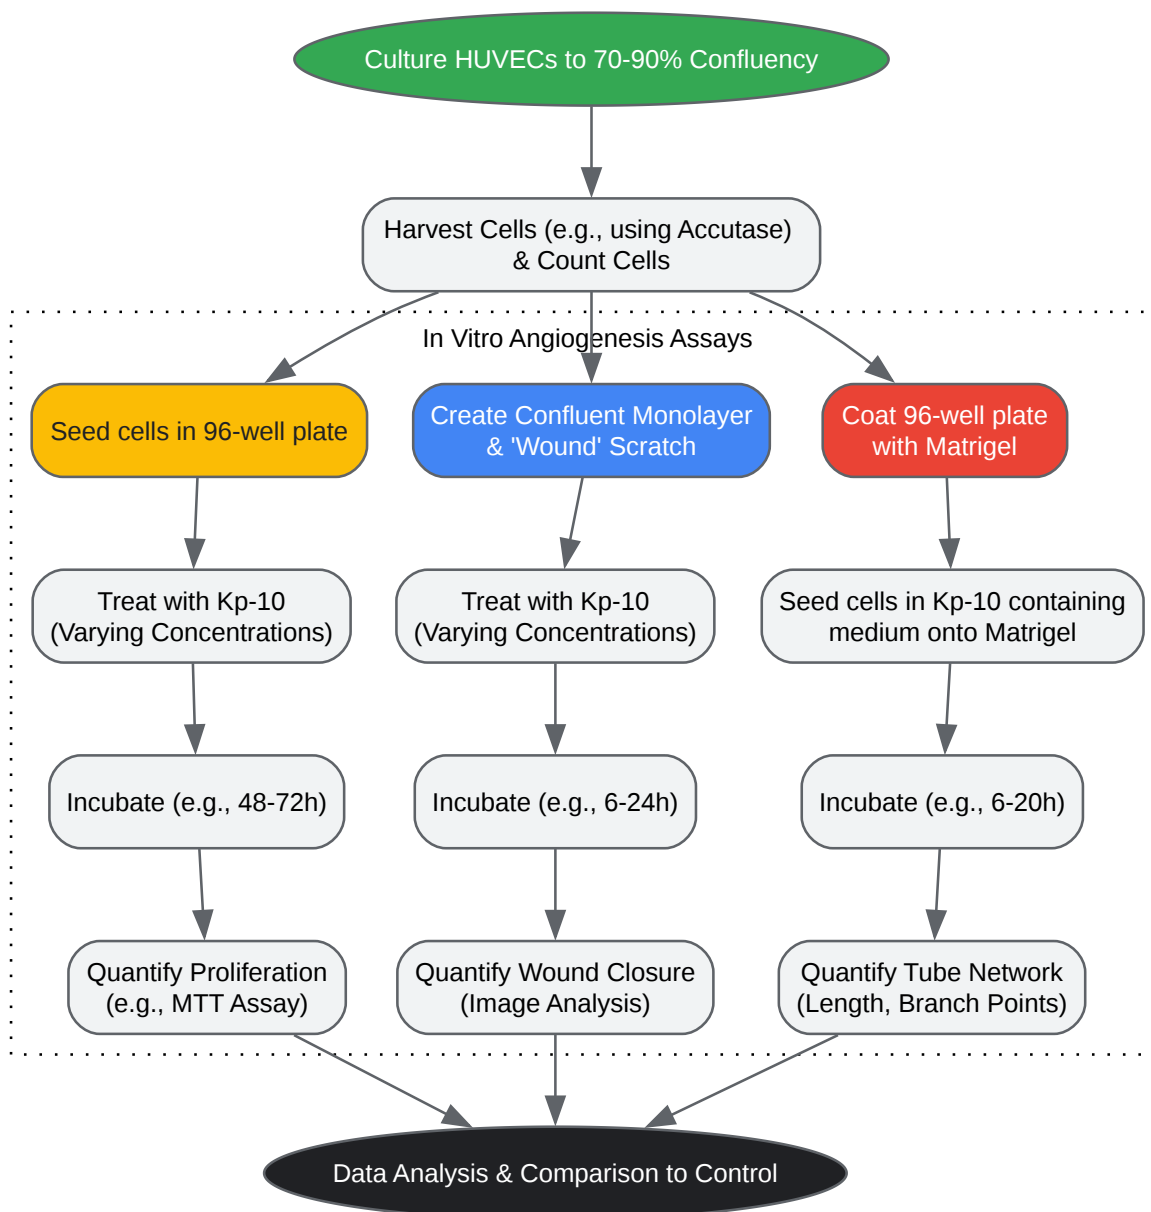 Culture HUVECs to 70-90% Confluency
Harvest Cells (e.g., using Accutase)
& Count Cells
In Vitro Angiogenesis Assays
Seed cells in 96-well plate
Create Confluent Monolayer
& 'Wound' Scratch
Coat 96-well plate
with Matrigel
Treat with Kp-10
(Varying Concentrations)
Treat with Kp-10
(Varying Concentrations)
Seed cells in Kp-10 containing
medium onto Matrigel
Incubate (e.g., 48-72h)
Incubate (e.g., 6-24h)
Incubate (e.g., 6-20h)
Quantify Proliferation
(e.g., MTT Assay)
Quantify Wound Closure
(Image Analysis)
Quantify Tube Network
(Length, Branch Points)
Data Analysis & Comparison to Control